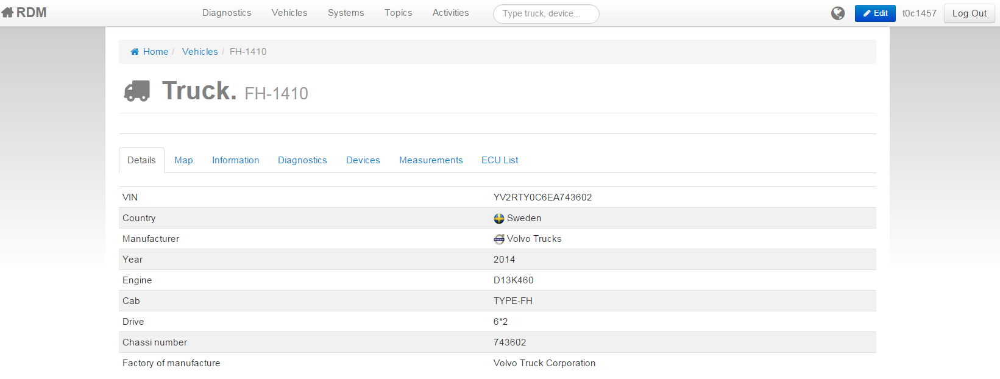 RDM Diagnostics Vehicles Systems Topics Activities Type truck, device... Edit t0c1457 Log Out
Home / Vehicles / FH-1410
Truck. FH-1410
Details Map Information Diagnostics Devices Measurements ECU List
VIN YV2RTY0C6EA743602
Country Sweden
Manufacturer Volvo Trucks
Year 2014
Engine D13K460
Cab TYPE-FH
Drive 6*2
Chassi number 743602
Factory of manufacture Volvo Truck Corporation